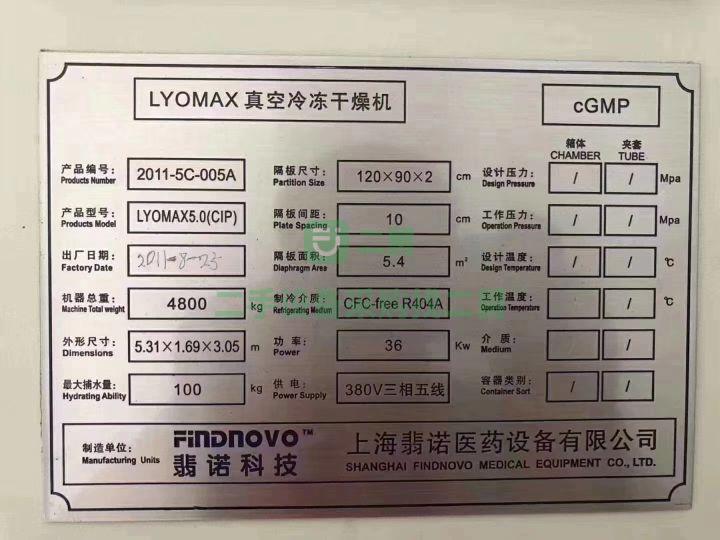 LYOMAX 真空冷冻干燥机
cGMP
箱体 夹套
CHAMBER TUBE
产品编号: 2011-5C-005A 隔板尺寸: 120×90×2 cm 设计压力: / / Mpa
Products Number Partition Size Design Pressure
产品型号: LYOMAX5.0(CIP) 隔板间距: 10 cm 工作压力: / / Mpa
Products Model Plate Spacing Operation Pressure
出厂日期: 2011-8-23 隔板面积: 5.4 m² 设计温度: / / ℃
Factory Date Diaphragm Area Design Temperature
机器总重: 4800 kg 制冷介质: CFC-free R404A 工作温度: / / ℃
Machine Total weight Refrigerating Medium Operation Temperature
外形尺寸: 5.31×1.69×3.05 m 功率: 36 Kw 介质: / /
Dimensions Power Medium
最大捕水量: 100 kg 供电: 380V三相五线 容器类别: / /
Hydrating Ability Power Supply Container Sort
制造单位: FINDNOVO™ 上海翡诺医药设备有限公司
Manufacturing Units 翡诺科技 SHANGHAI FINDNOVO MEDICAL EQUIPMENT CO., LTD.